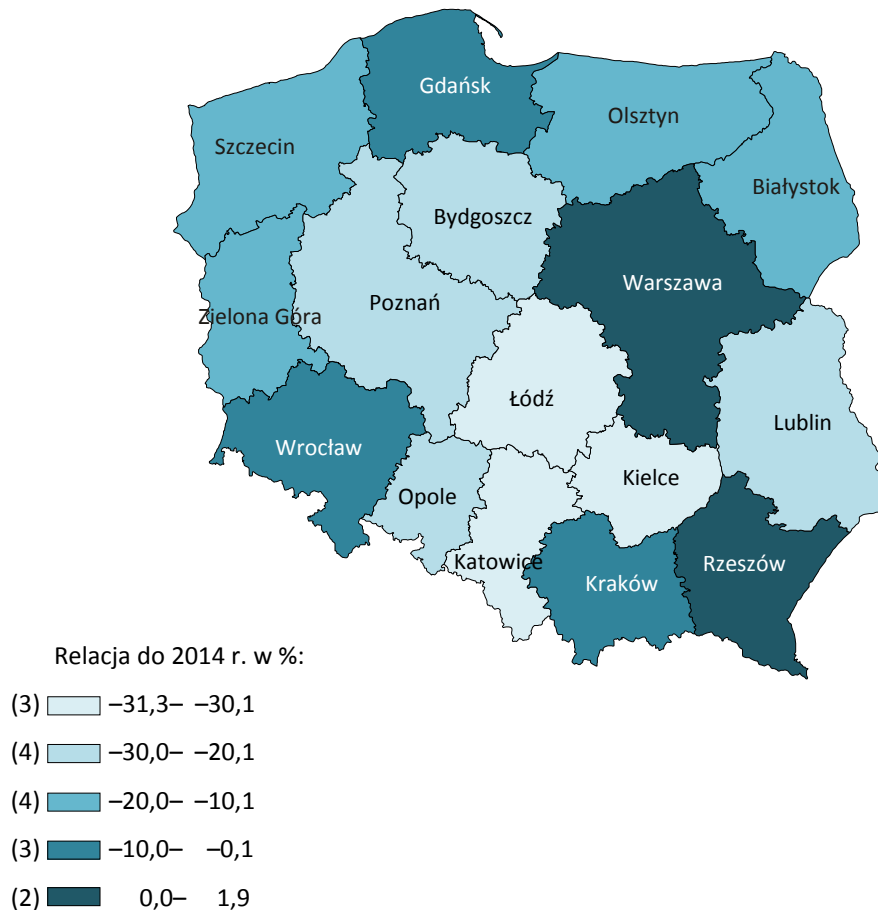 Gdańsk
Olsztyn
Szczecin
Białystok
Bydgoszcz
Warszawa
Poznań
Zielona Góra
Łódź
Lublin
Wrocław
Kielce
Opole
Katowice
Rzeszów
Kraków
Relacja do 2014 r. w %:
(3) –31,3– –30,1
(4) –30,0– –20,1
(4) –20,0– –10,1
(3) –10,0– –0,1
(2) 0,0– 1,9